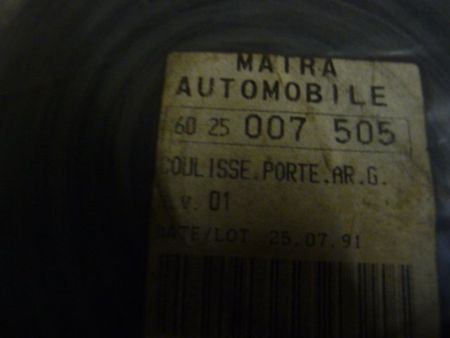 MATRA
AUTOMOBILE
60 25 007 505
COULISSE.PORTE.AR.G.
V. 01
DATE/LOT 25.07.91